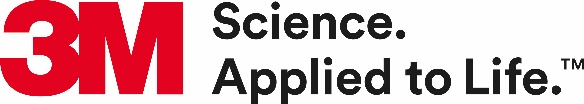 3M Science.
Applied to Life.™